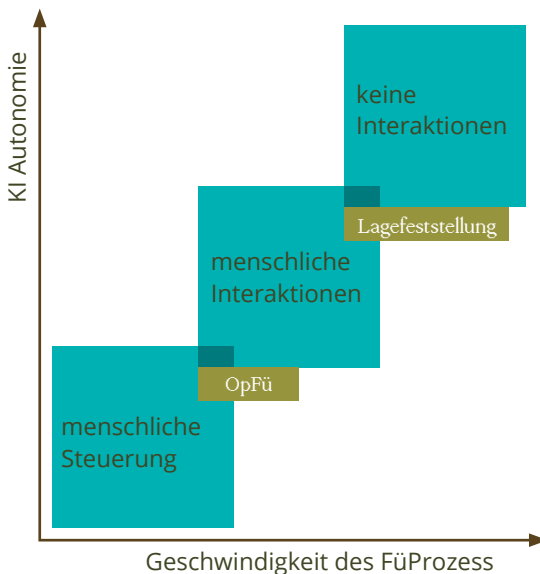 KI Autonomie
keine
Interaktionen
Lagefeststellung
menschliche
Interaktionen
OpFü
menschliche
Steuerung
Geschwindigkeit des FüProzess